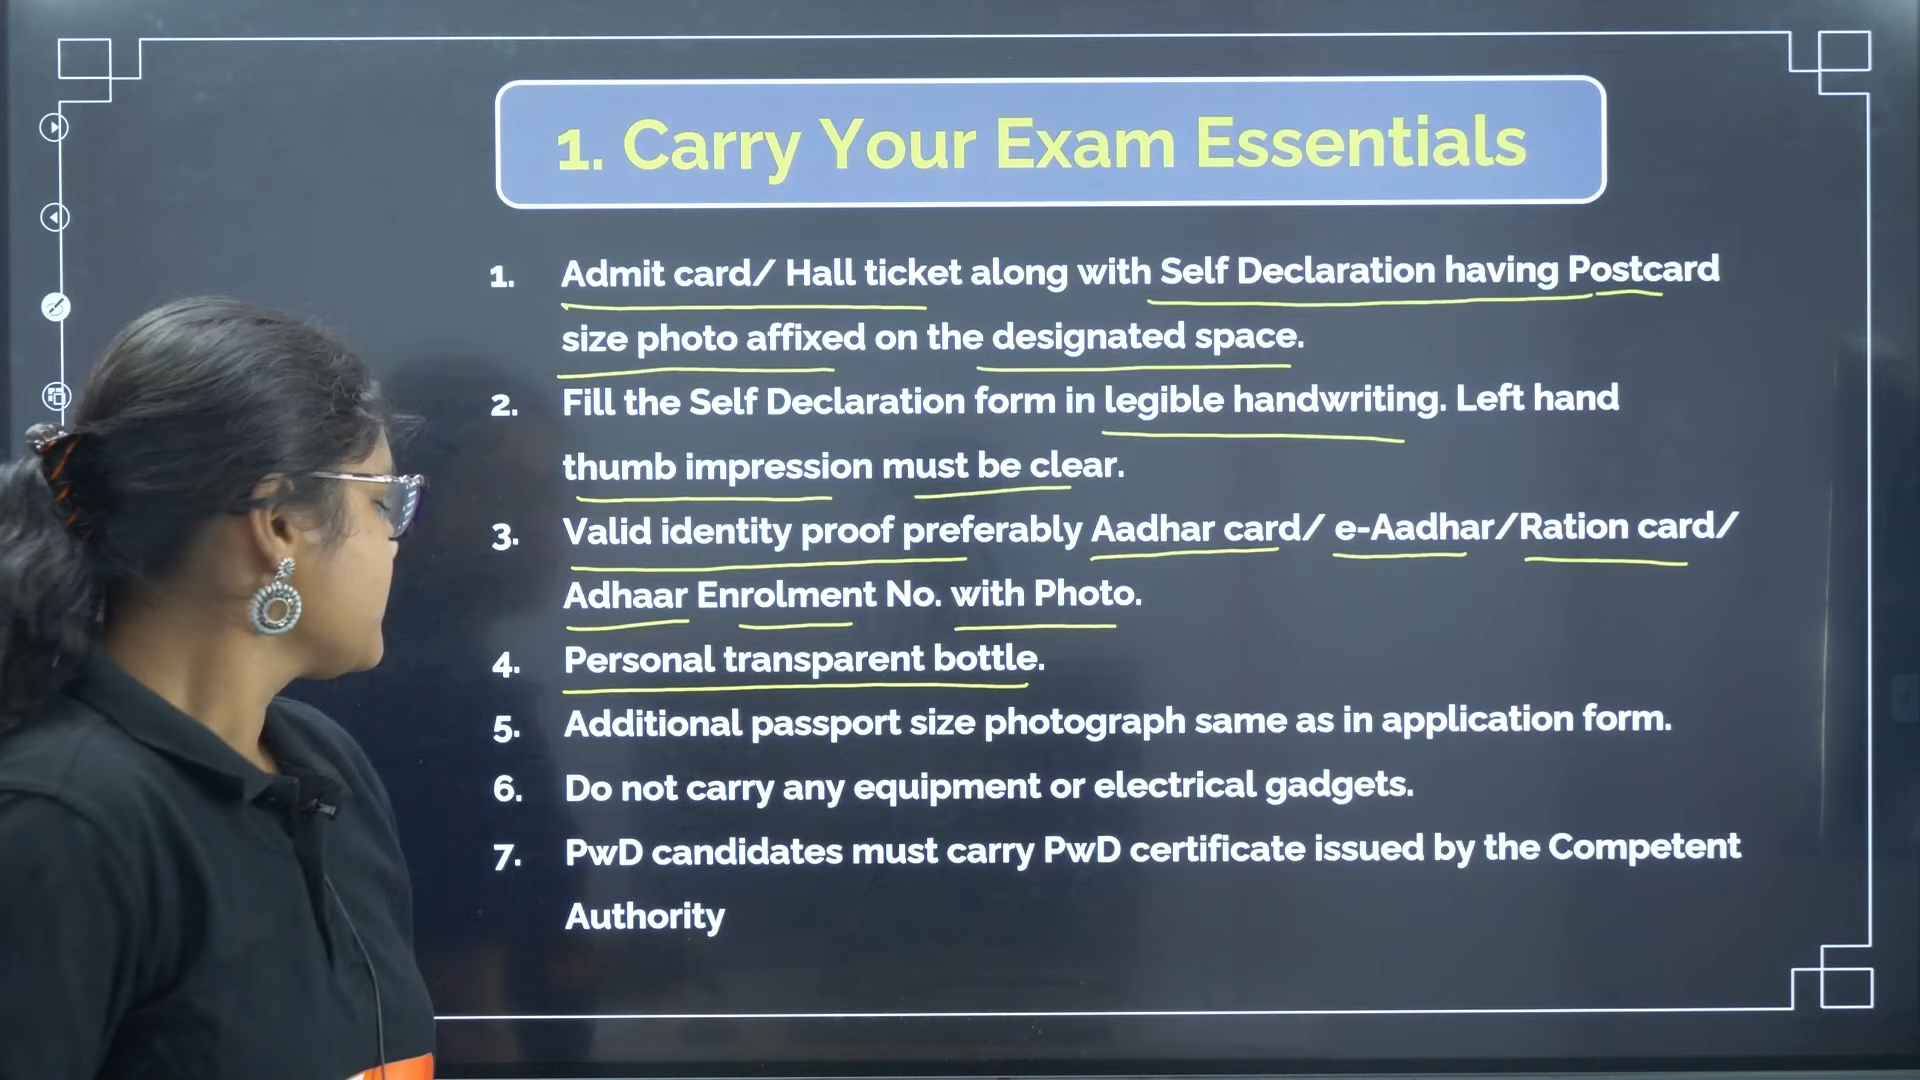 1. Carry Your Exam Essentials
1. Admit card/ Hall ticket along with Self Declaration having Postcard
size photo affixed on the designated space.
2. Fill the Self Declaration form in legible handwriting. Left hand
thumb impression must be clear.
3. Valid identity proof preferably Aadhar card/ e-Aadhar/Ration card/
Adhaar Enrolment No. with Photo.
4. Personal transparent bottle.
5. Additional passport size photograph same as in application form.
6. Do not carry any equipment or electrical gadgets.
7. PwD candidates must carry PwD certificate issued by the Competent
Authority